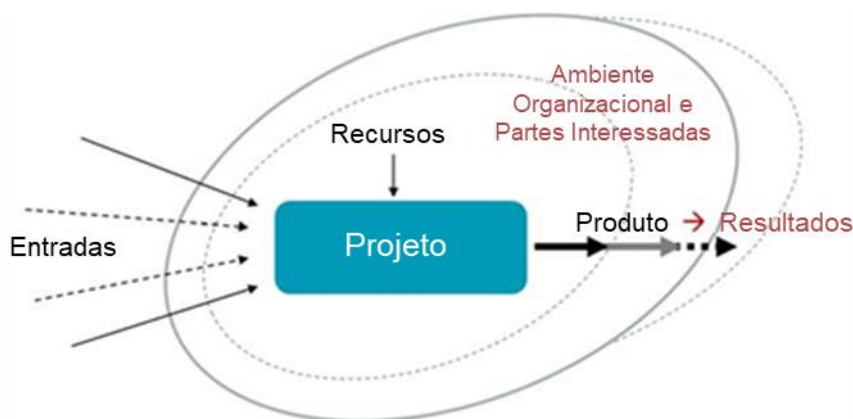 Ambiente
Organizacional e
Partes Interessadas
Recursos
Entradas
Projeto
Produto → Resultados